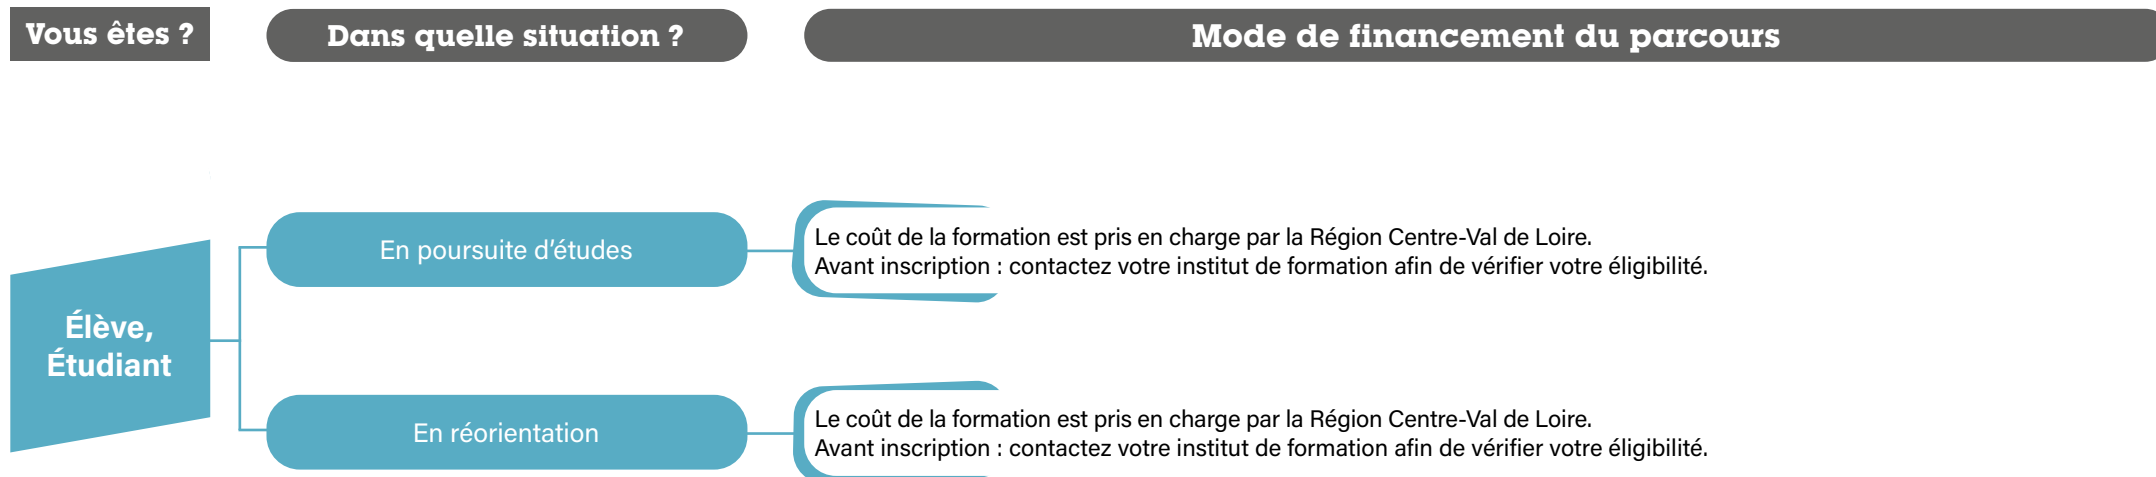 Vous êtes ?
Dans quelle situation ?
Mode de financement du parcours
Élève,
Étudiant
En poursuite d'études
Le coût de la formation est pris en charge par la Région Centre-Val de Loire.
Avant inscription : contactez votre institut de formation afin de vérifier votre éligibilité.
En réorientation
Le coût de la formation est pris en charge par la Région Centre-Val de Loire.
Avant inscription : contactez votre institut de formation afin de vérifier votre éligibilité.